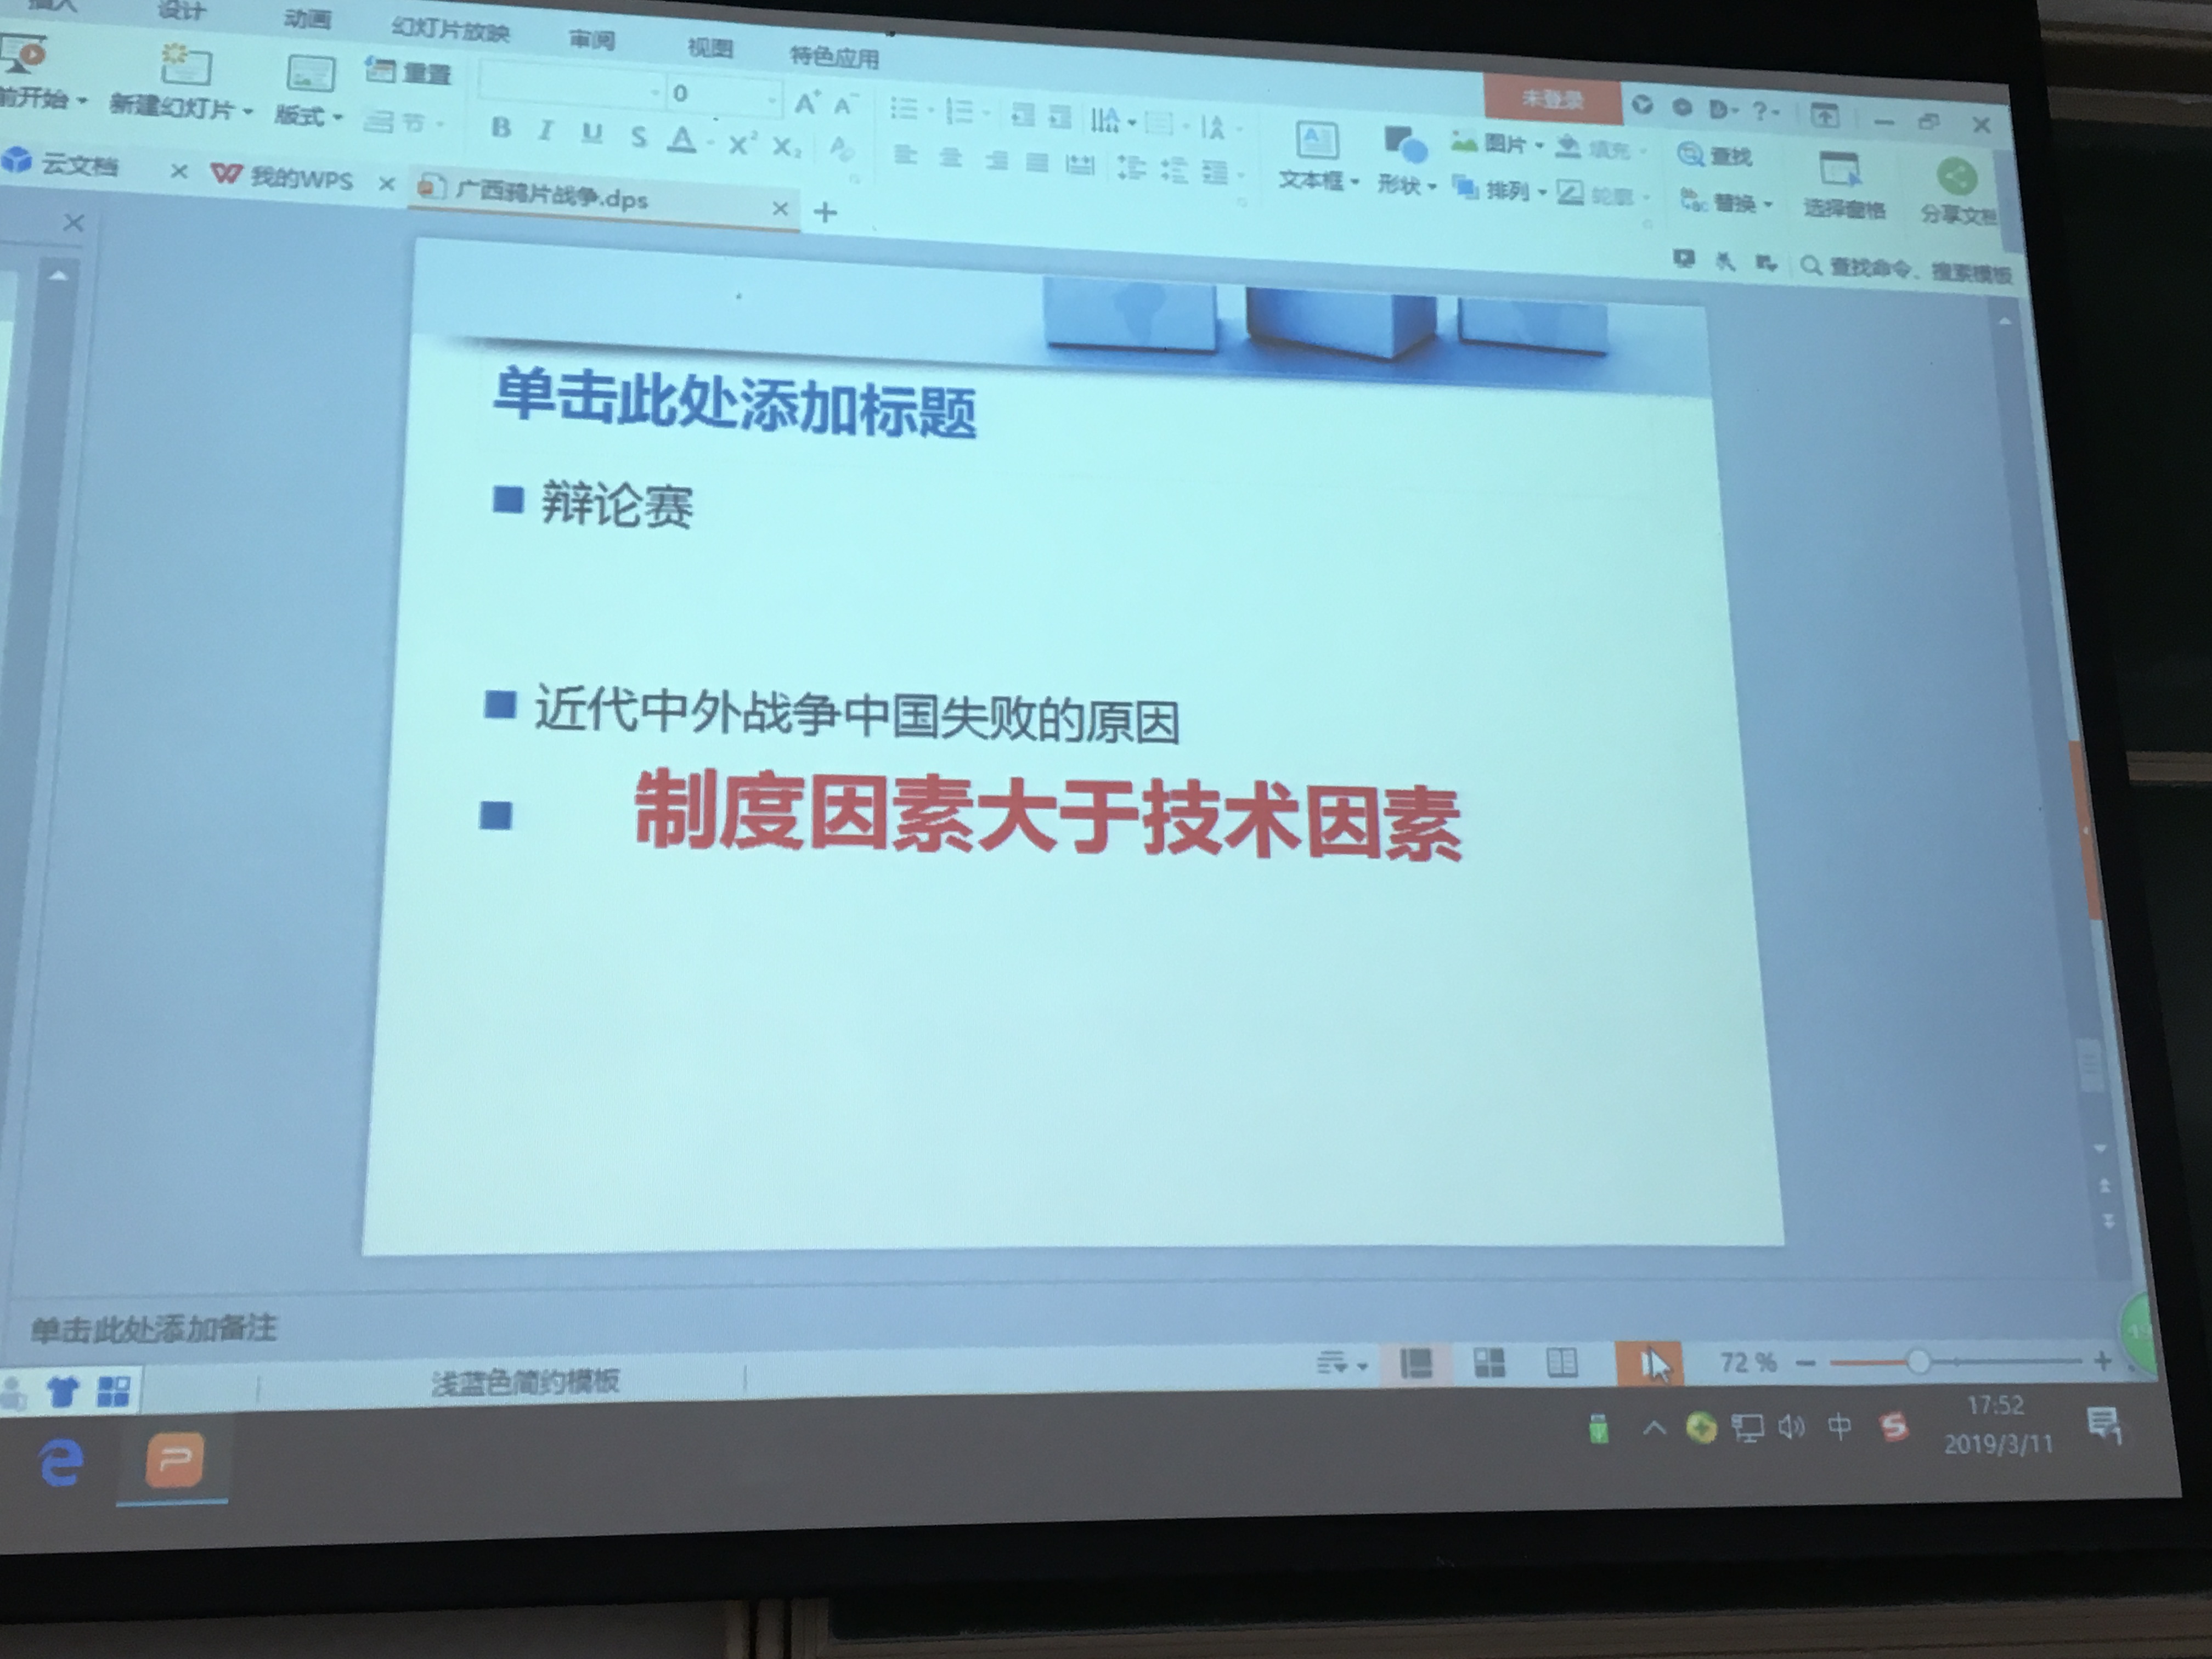 插入 设计 动画 幻灯片放映 审阅 视图 特色应用
未登录
前开始 新建幻灯片 版式 重置 节
0 A+ A-
B I U S A X² X₂
文本框 形状 图片 填充 排列 轮廓 查找 替换 选择窗格 分享文档
云文档 我的WPS 广西鸦片战争.dps
查找命令、搜索模板
单击此处添加标题
辩论赛
近代中外战争中国失败的原因
制度因素大于技术因素
单击此处添加备注
浅蓝色简约模板
72 %
中
17:52
2019/3/11